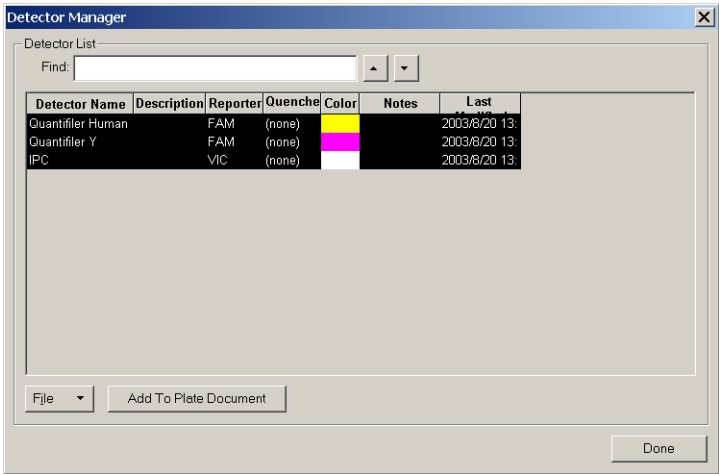 Detector Manager
Detector List
Find:
Detector Name Description Reporter Quenche Color Notes Last
Quantifiler Human FAM (none) 2003/8/20 13:
Quantifiler Y FAM (none) 2003/8/20 13:
IPC VIC (none) 2003/8/20 13:
File Add To Plate Document
Done